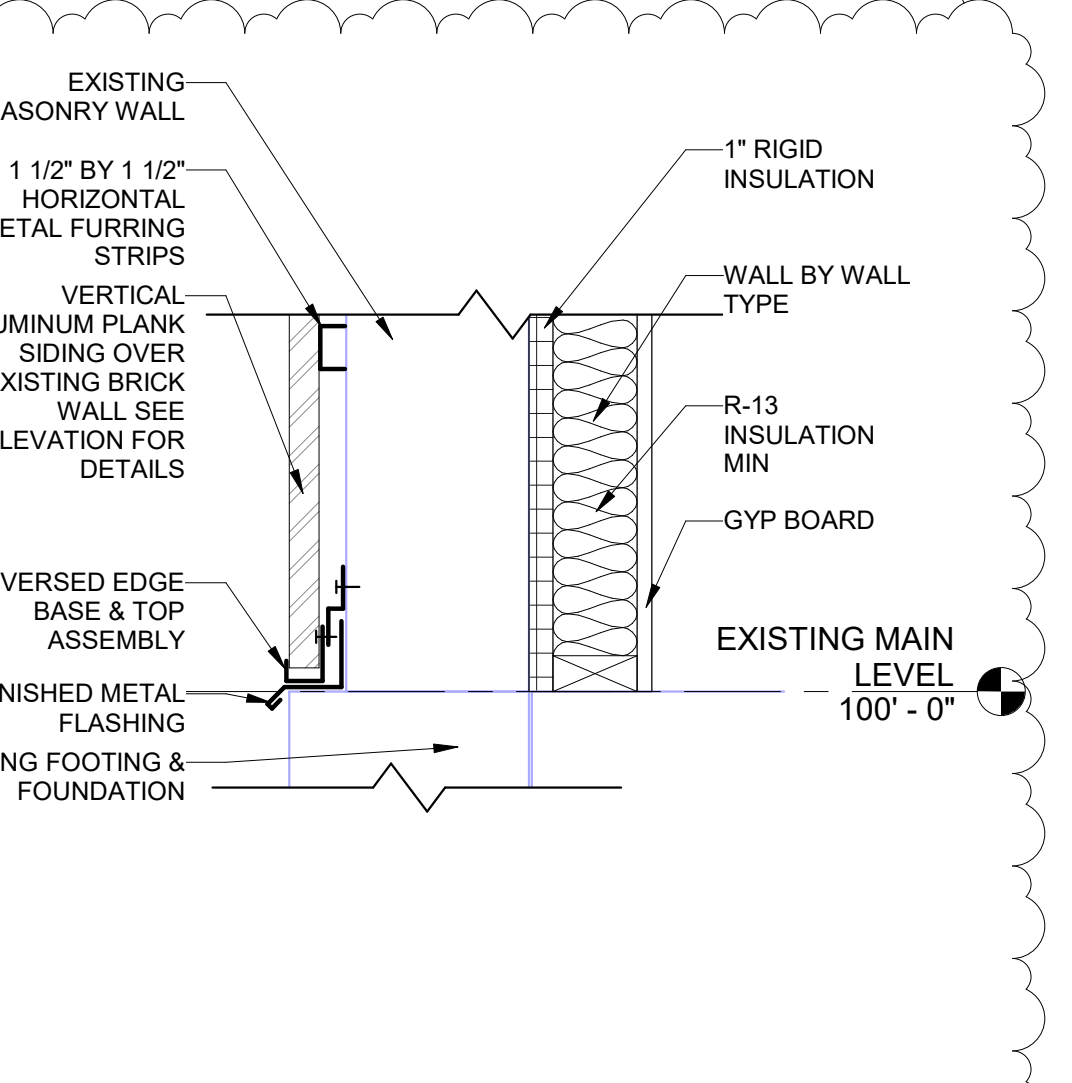 EXISTING
ASONRY WALL
1 1/2" BY 1 1/2"
HORIZONTAL
ETAL FURRING
STRIPS
VERTICAL
UMINUM PLANK
SIDING OVER
XISTING BRICK
WALL SEE
LEVATION FOR
DETAILS
VERSED EDGE
BASE & TOP
ASSEMBLY
NISHED METAL
FLASHING
NG FOOTING &
FOUNDATION
1" RIGID
INSULATION
WALL BY WALL
TYPE
R-13
INSULATION
MIN
GYP BOARD
EXISTING MAIN
LEVEL
100' - 0"